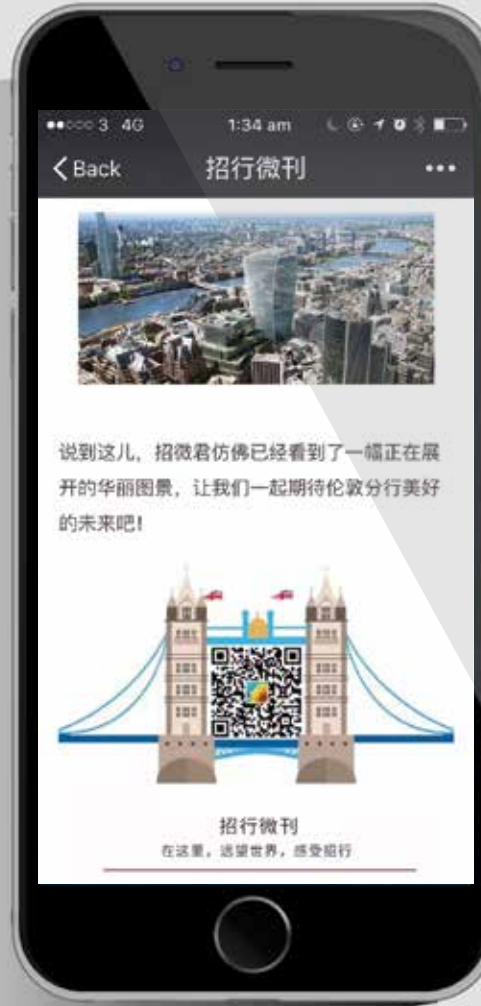 3 4G 1:34 am
Back 招行微刊
说到这儿，招微君仿佛已经看到了一幅正在展
开的华丽图景，让我们一起期待伦敦分行美好
的未来吧！
招行微刊
在这里，远望世界，感受招行